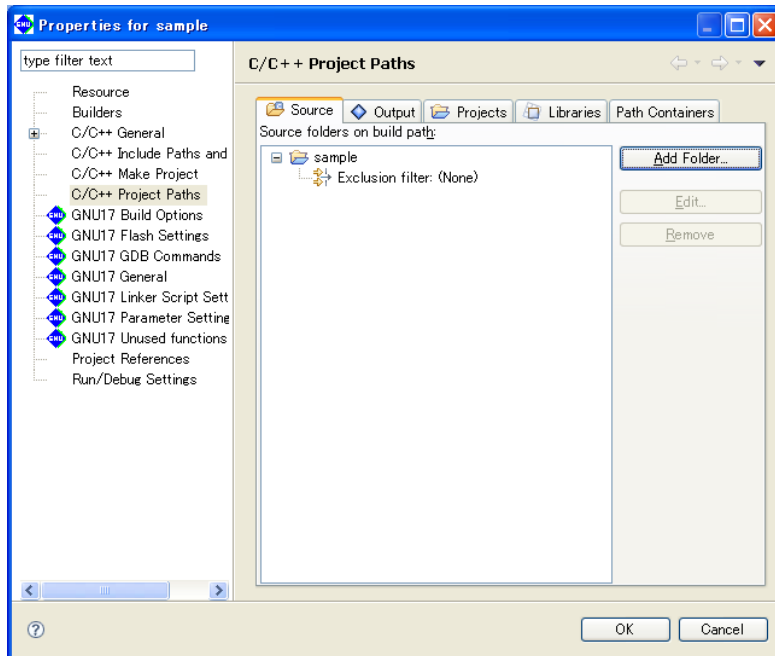 Properties for sample
type filter text
Resource
Builders
C/C++ General
C/C++ Include Paths and
C/C++ Make Project
C/C++ Project Paths
GNU17 Build Options
GNU17 Flash Settings
GNU17 GDB Commands
GNU17 General
GNU17 Linker Script Sett
GNU17 Parameter Setting
GNU17 Unused functions
Project References
Run/Debug Settings
C/C++ Project Paths
Source Output Projects Libraries Path Containers
Source folders on build path:
sample
Exclusion filter: (None)
Add Folder...
Edit...
Remove
OK Cancel